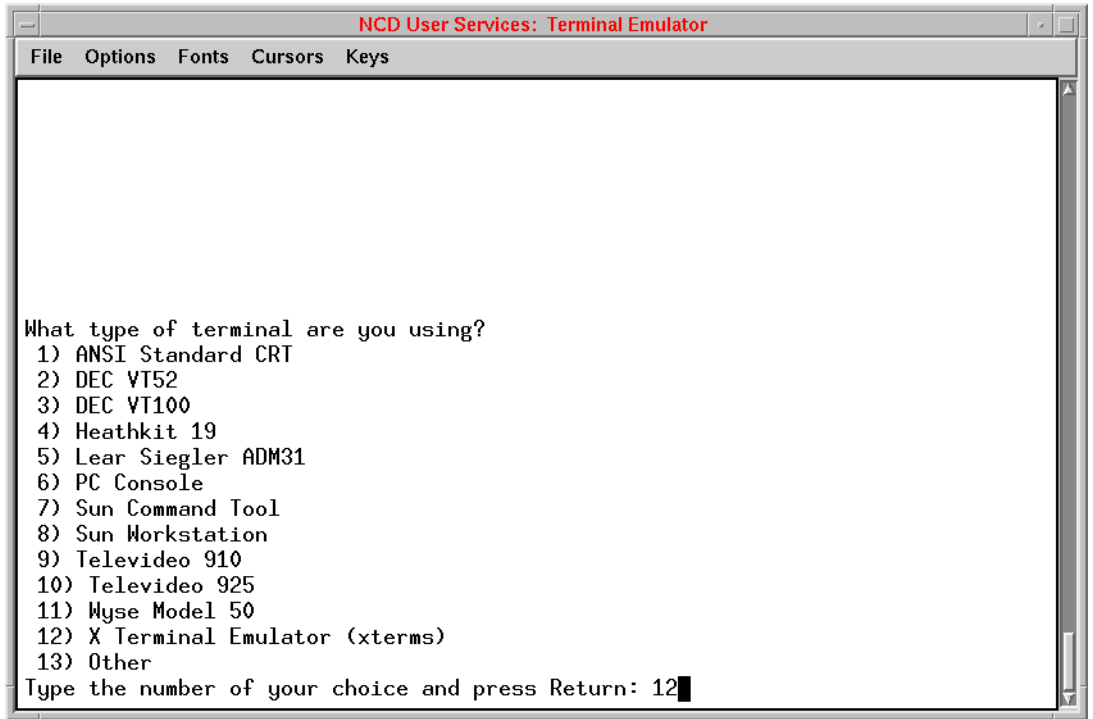 NCD User Services: Terminal Emulator
File Options Fonts Cursors Keys
What type of terminal are you using?
1) ANSI Standard CRT
2) DEC VT52
3) DEC VT100
4) Heathkit 19
5) Lear Siegler ADM31
6) PC Console
7) Sun Command Tool
8) Sun Workstation
9) Televideo 910
10) Televideo 925
11) Wyse Model 50
12) X Terminal Emulator (xterms)
13) Other
Type the number of your choice and press Return: 12